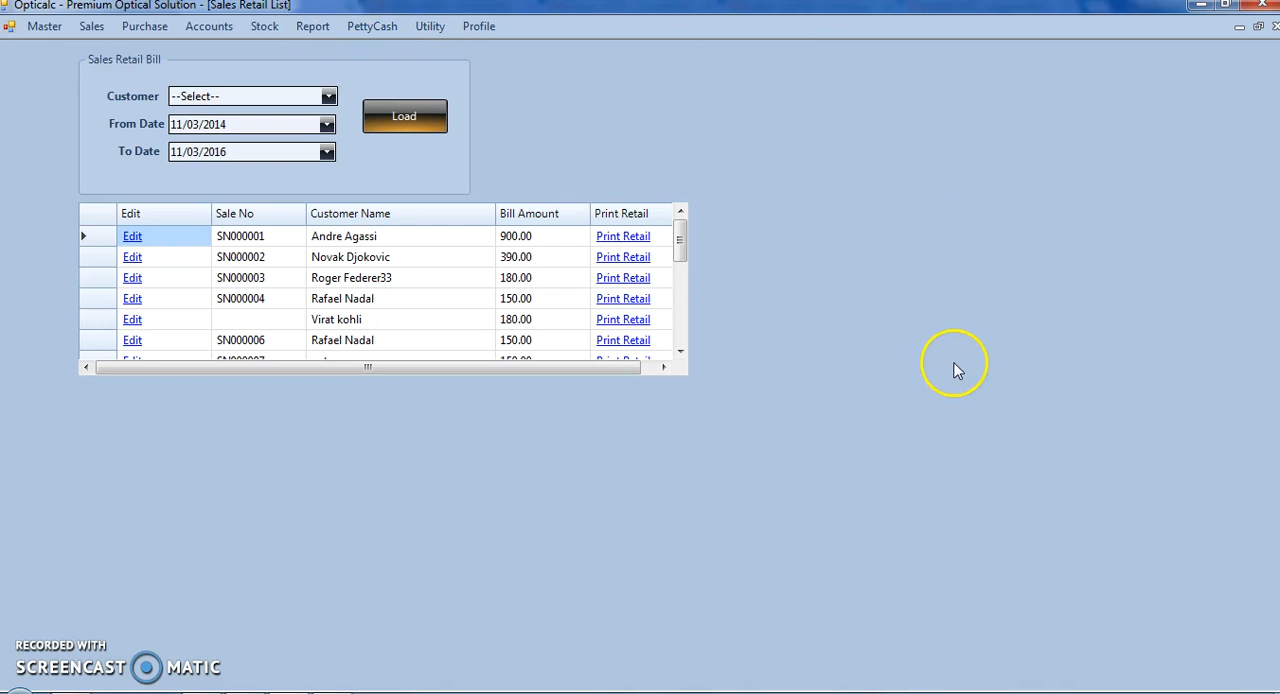 Opticalc - Premium Optical Solution - [Sales Retail List]
Master Sales Purchase Accounts Stock Report PettyCash Utility Profile
Sales Retail Bill
Customer --Select--
From Date 11/03/2014
Load
To Date 11/03/2016
Edit Sale No Customer Name Bill Amount Print Retail
Edit SN000001 Andre Agassi 900.00 Print Retail
Edit SN000002 Novak Djokovic 390.00 Print Retail
Edit SN000003 Roger Federer33 180.00 Print Retail
Edit SN000004 Rafael Nadal 150.00 Print Retail
Edit Virat kohli 180.00 Print Retail
Edit SN000006 Rafael Nadal 150.00 Print Retail
RECORDED WITH
SCREENCAST MATIC